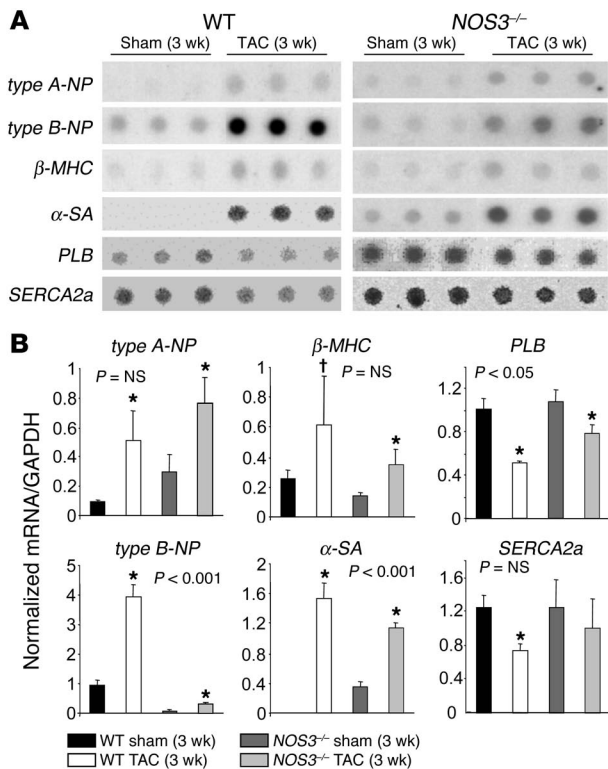 A
WT
NOS3–/–
Sham (3 wk) TAC (3 wk) Sham (3 wk) TAC (3 wk)
type A-NP
type B-NP
β-MHC
α-SA
PLB
SERCA2a
B
Normalized mRNA/GAPDH
type A-NP
P = NS
1
0.8
0.6
0.4
0.2
0
* *
β-MHC
P = NS
1
0.8
0.6
0.4
0.2
0
† *
PLB
P < 0.05
1.2
0.8
0.4
0
* *
type B-NP
P < 0.001
5
4
3
2
1
0
* *
α-SA
P < 0.001
2
1.6
1.2
0.8
0.4
0
* *
SERCA2a
P = NS
1.6
1.2
0.8
0.4
0
*
WT sham (3 wk) NOS3–/– sham (3 wk)
WT TAC (3 wk) NOS3–/– TAC (3 wk)